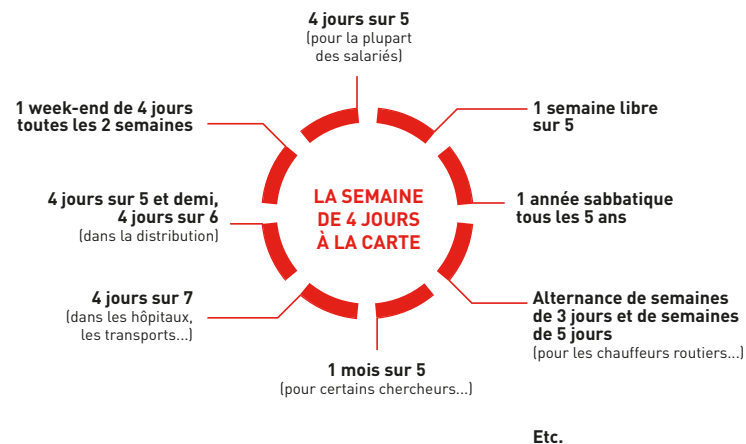 4 jours sur 5
(pour la plupart
des salariés)
1 semaine libre
sur 5
1 année sabbatique
tous les 5 ans
Alternance de semaines
de 3 jours et de semaines
de 5 jours
(pour les chauffeurs routiers...)
1 mois sur 5
(pour certains chercheurs...)
4 jours sur 7
(dans les hôpitaux,
les transports...)
4 jours sur 5 et demi,
4 jours sur 6
(dans la distribution)
1 week-end de 4 jours
toutes les 2 semaines
LA SEMAINE
DE 4 JOURS
À LA CARTE
Etc.